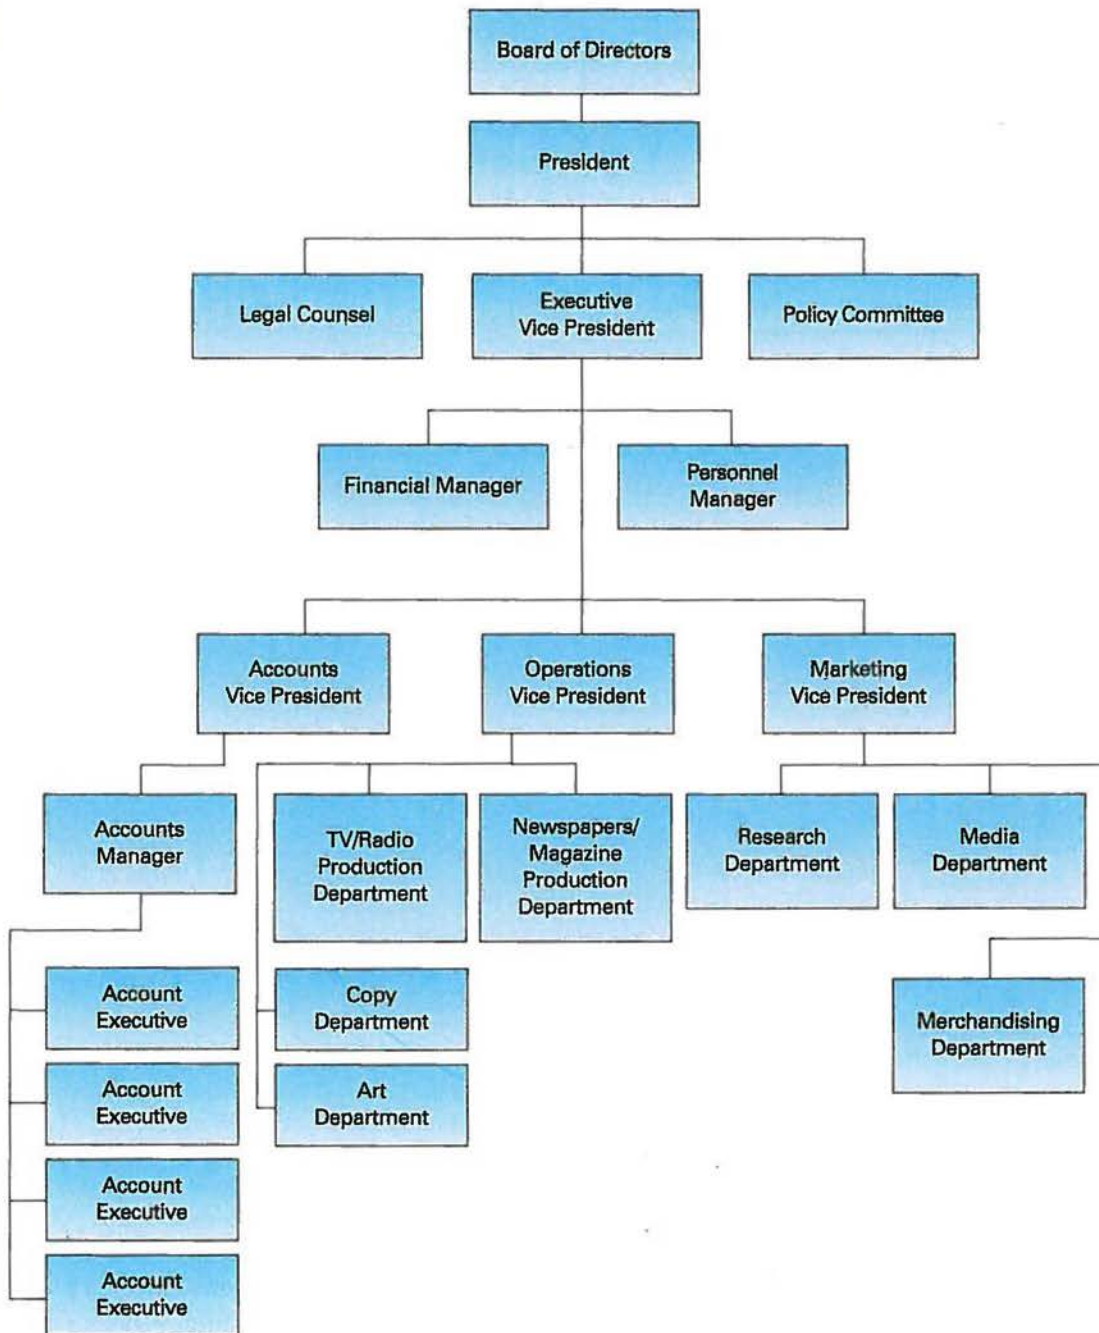 Board of Directors
President
Legal Counsel
Executive
Vice President
Policy Committee
Financial Manager
Personnel
Manager
Accounts
Vice President
Operations
Vice President
Marketing
Vice President
Accounts
Manager
TV/Radio
Production
Department
Newspapers/
Magazine
Production
Department
Research
Department
Media
Department
Account
Executive
Copy
Department
Merchandising
Department
Account
Executive
Art
Department
Account
Executive
Account
Executive